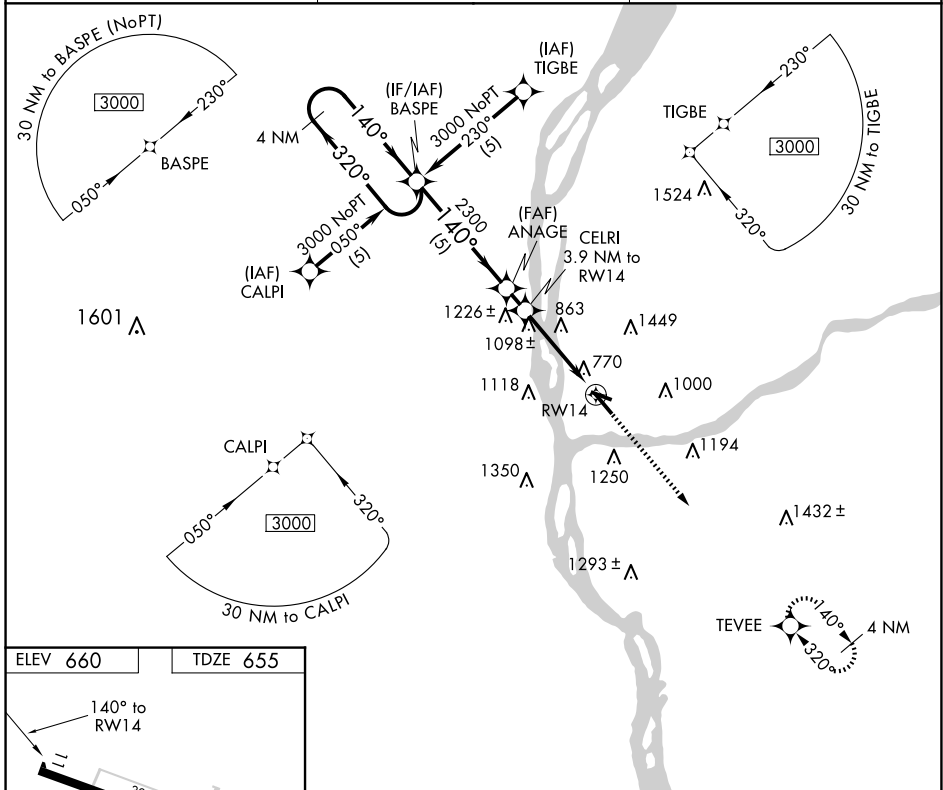 30 NM to BASPE (NoPT)
3000
230°
050°
BASPE
(IAF)
TIGBE
(IF/IAF)
BASPE
3000 NoPT
230°
(5)
4 NM
140°
320°
3000 NoPT
050°
(5)
(IAF)
CALPI
2300
140°
(5)
(FAF)
ANAGE
CELRI
3.9 NM to
RW14
TIGBE
230°
3000
320°
30 NM to TIGBE
1524
1601
1226 ±
1098 ±
863
1449
770
1118
1000
RW14
1350
1250
1194
1432 ±
1293 ±
CALPI
050°
3000
320°
30 NM to CALPI
TEVEE
140°
320°
4 NM
ELEV 660
TDZE 655
140° to
RW14